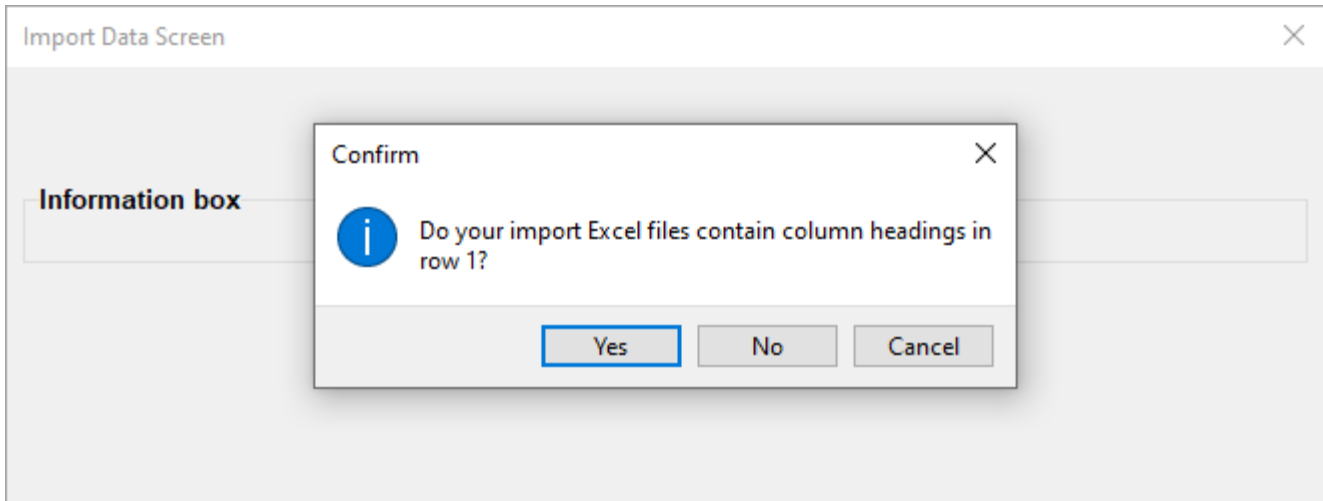 Import Data Screen
Confirm
Information box
Do your import Excel files contain column headings in
row 1?
Yes
No
Cancel